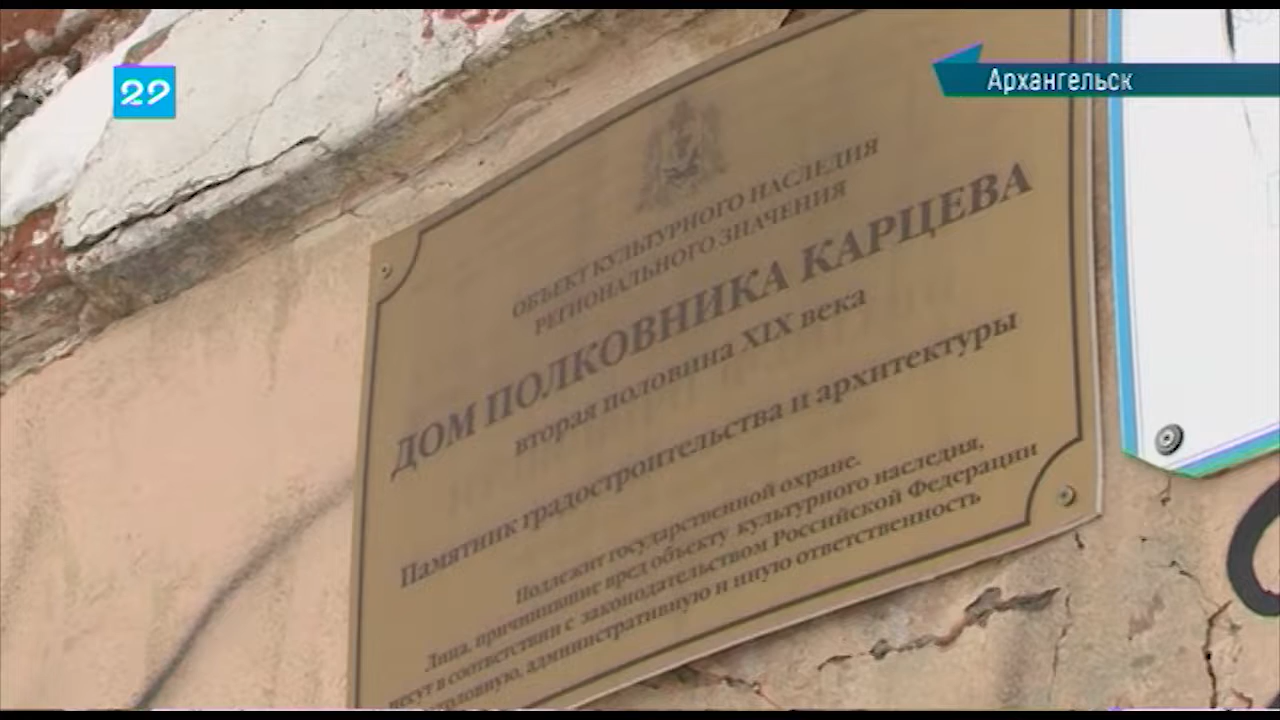 29
Архангельск
ОБЪЕКТ КУЛЬТУРНОГО НАСЛЕДИЯ
РЕГИОНАЛЬНОГО ЗНАЧЕНИЯ
ДОМ ПОЛКОВНИКА КАРЦЕВА
вторая половина XIX века
Памятник градостроительства и архитектуры
Подлежит государственной охране.
Лица, причинившие вред объекту культурного наследия,
несут в соответствии с законодательством Российской Федерации
уголовную, административную и иную ответственность